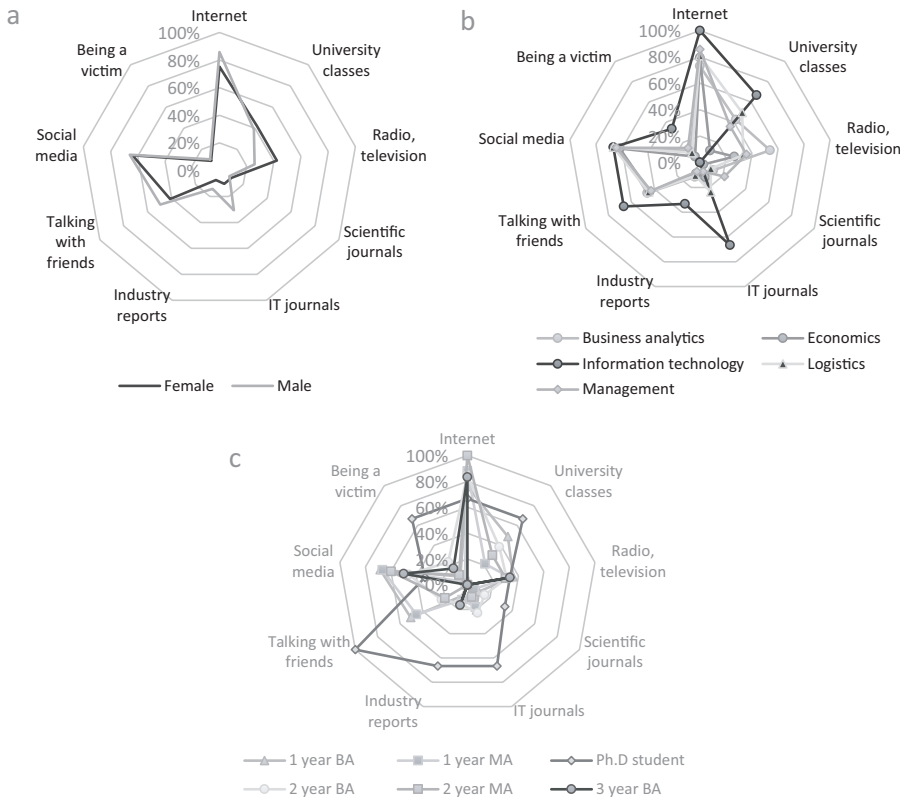 a
Internet
100%
80%
60%
40%
20%
0%
University
classes
Radio,
television
Scientific
journals
IT journals
Industry
reports
Talking
with
friends
Social
media
Being a
victim
Female
Male
b
Internet
100%
80%
60%
40%
20%
0%
University
classes
Radio,
television
Scientific
journals
IT journals
Industry
reports
Talking with
friends
Social media
Being a victim
Business analytics
Economics
Information technology
Logistics
Management
c
Internet
100%
80%
60%
40%
20%
0%
University
classes
Radio,
television
Scientific
journals
IT journals
Industry
reports
Talking with
friends
Social
media
Being a
victim
1 year BA
1 year MA
Ph.D student
2 year BA
2 year MA
3 year BA